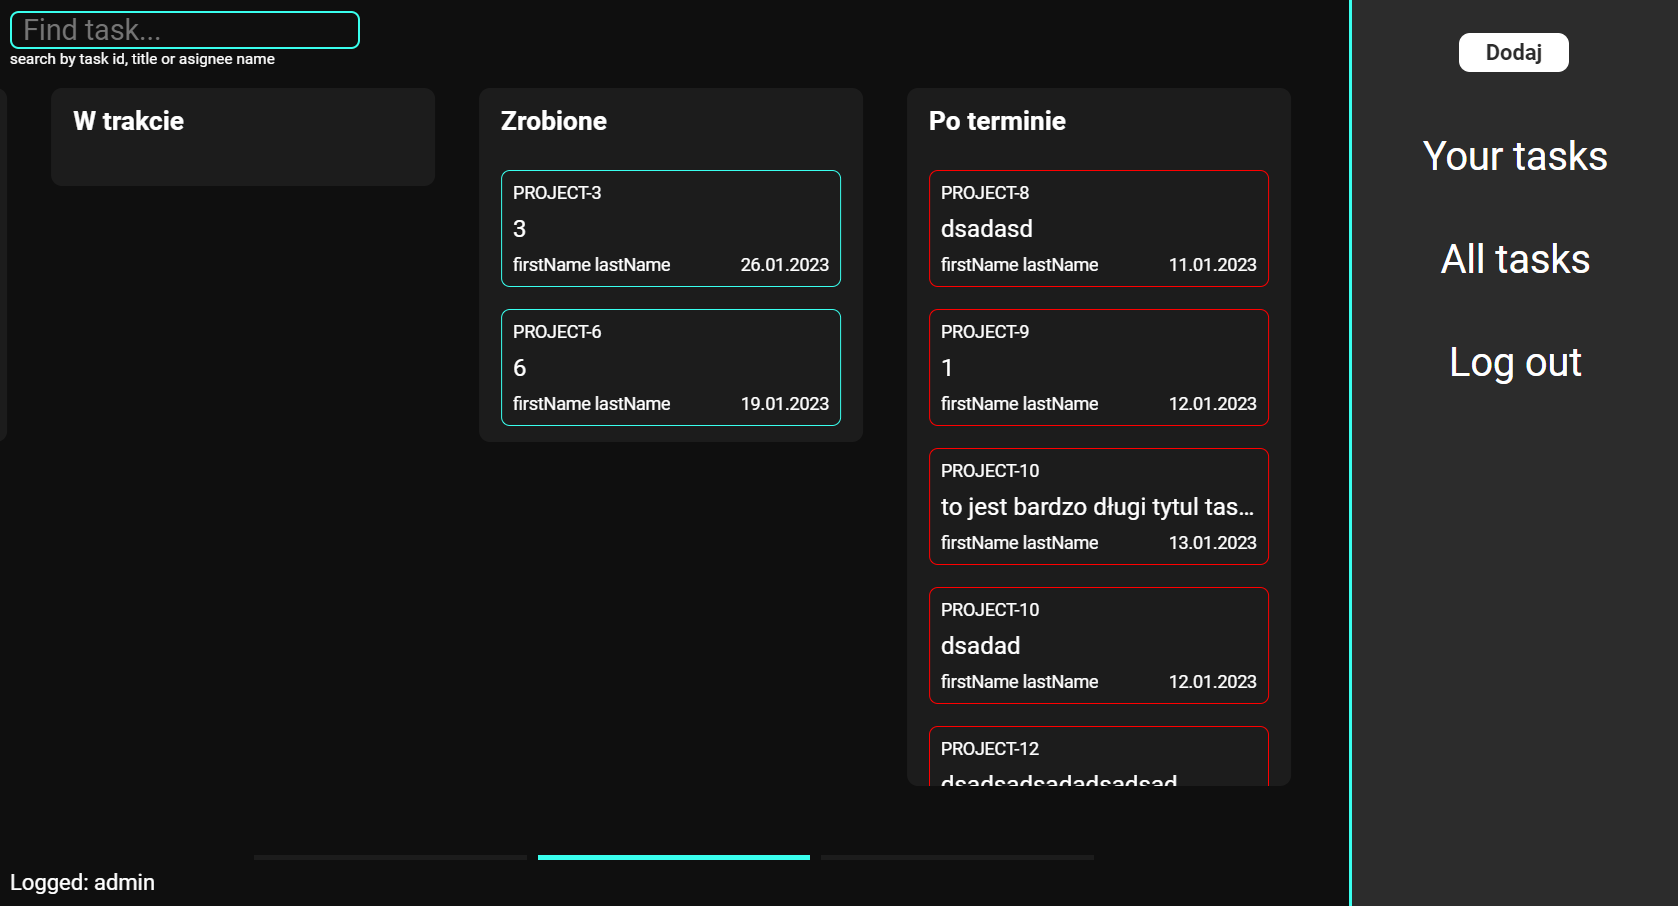 Find task...
search by task id, title or asignee name
W trakcie
Zrobione
PROJECT-3
3
firstName lastName 26.01.2023
PROJECT-6
6
firstName lastName 19.01.2023
Po terminie
PROJECT-8
dsadasd
firstName lastName 11.01.2023
PROJECT-9
1
firstName lastName 12.01.2023
PROJECT-10
to jest bardzo długi tytul tas...
firstName lastName 13.01.2023
PROJECT-10
dsadad
firstName lastName 12.01.2023
PROJECT-12
dsadsadsadadsadsad
Dodaj
Your tasks
All tasks
Log out
Logged: admin